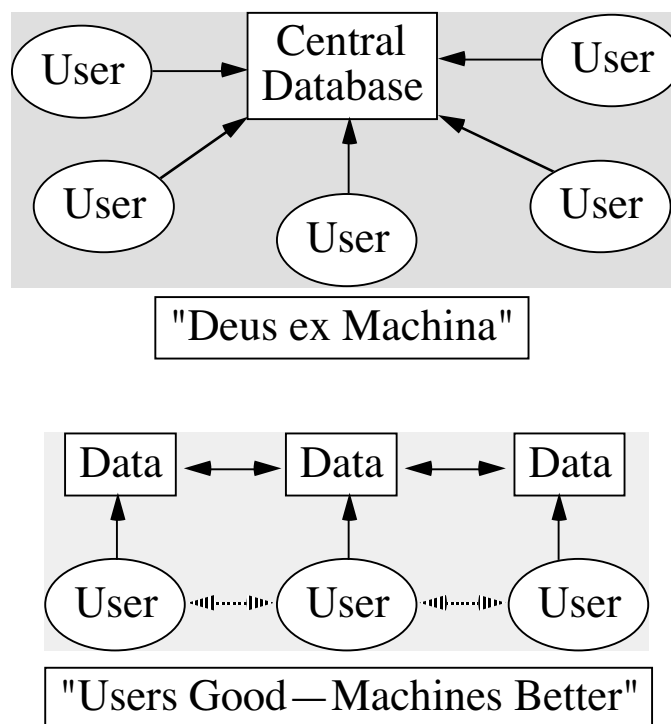 User
Central
Database
User
User
User
User
"Deus ex Machina"
Data
Data
Data
User
User
User
"Users Good—Machines Better"